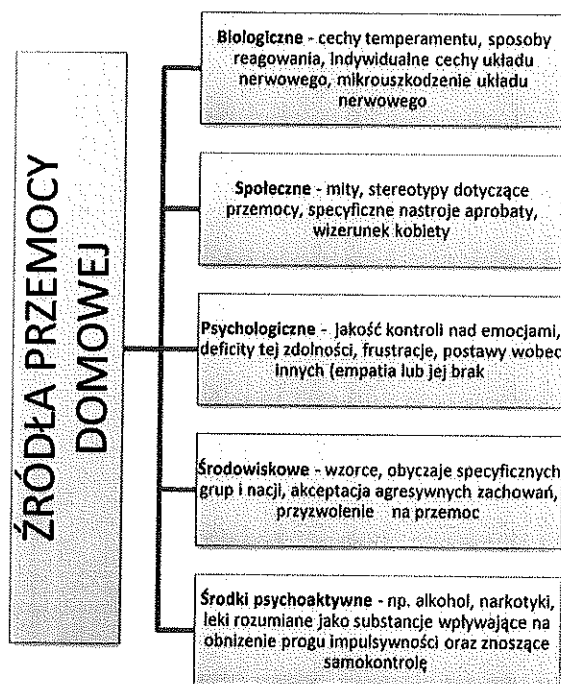 ŹRÓDŁA PRZEMOCY
DOMOWEJ
Biologiczne - cechy temperamentu, sposoby
reagowania, indywidualne cechy układu
nerwowego, mikrouszkodzenie układu
nerwowego
Społeczne - mity, stereotypy dotyczące
przemocy, specyficzne nastroje aprobaty,
wizerunek kobiety
Psychologiczne - jakość kontroli nad emocjami,
deficity tej zdolności, frustracje, postawy wobec
innych (empatia lub jej brak
Środowiskowe - wzorce, obyczaje specyficznych
grup i nacji, akceptacja agresywnych zachowań,
przyzwolenie na przemoc
Środki psychoaktywne - np. alkohol, narkotyki,
leki rozumiane jako substancje wpływające na
obniżenie progu impulsywności oraz znoszące
samokontrolę